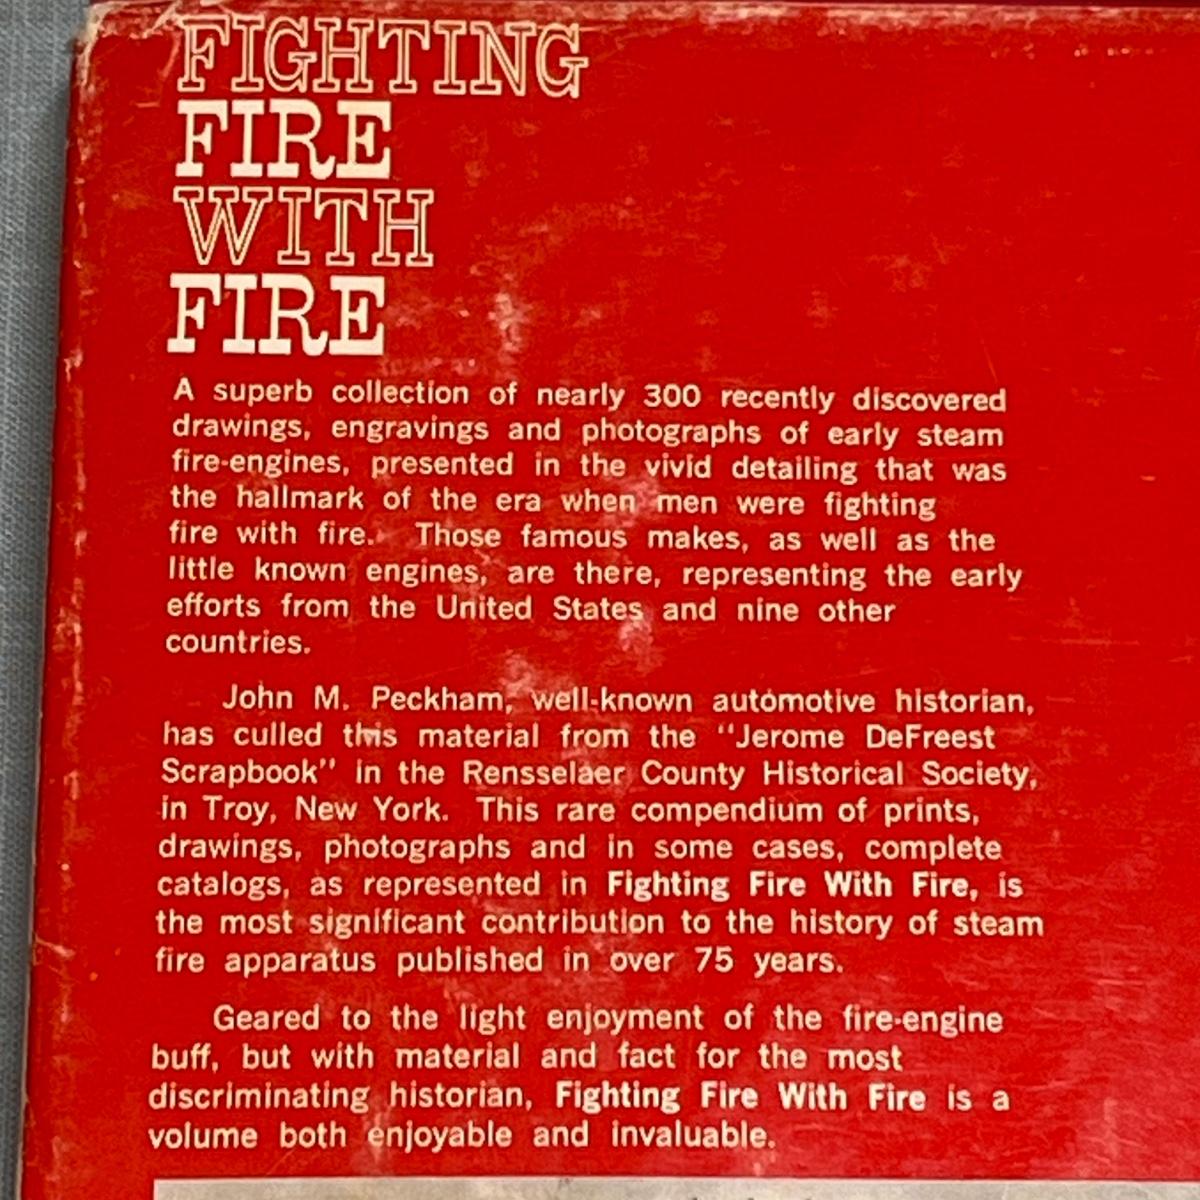 FIGHTING
FIRE
WITH
FIRE
A superb collection of nearly 300 recently discovered
drawings, engravings and photographs of early steam
fire-engines, presented in the vivid detailing that was
the hallmark of the era when men were fighting
fire with fire. Those famous makes, as well as the
little known engines, are there, representing the early
efforts from the United States and nine other
countries.
John M. Peckham, well-known automotive historian,
has culled this material from the "Jerome DeFreest
Scrapbook" in the Rensselaer County Historical Society,
in Troy, New York. This rare compendium of prints,
drawings, photographs and in some cases, complete
catalogs, as represented in Fighting Fire With Fire, is
the most significant contribution to the history of steam
fire apparatus published in over 75 years.
Geared to the light enjoyment of the fire-engine
buff, but with material and fact for the most
discriminating historian, Fighting Fire With Fire is a
volume both enjoyable and invaluable.